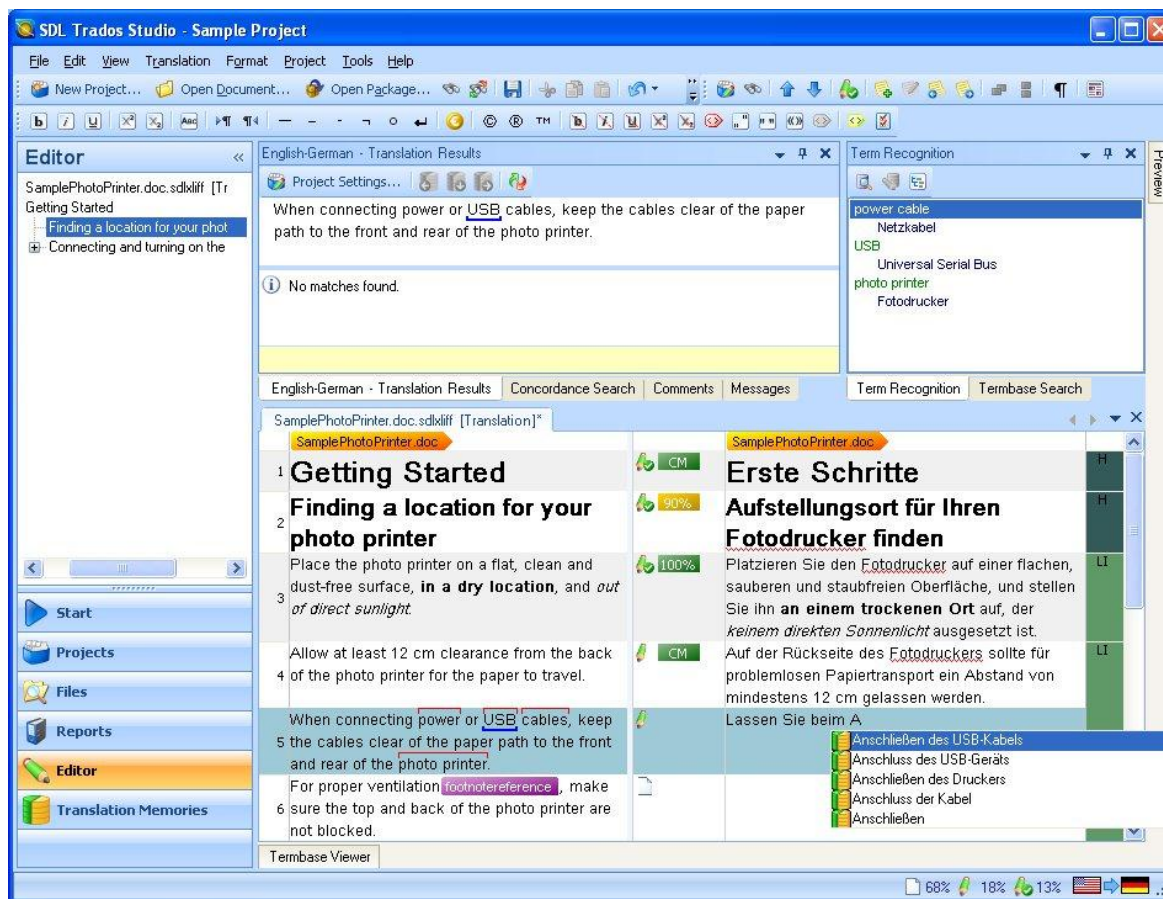 SDL Trados Studio - Sample Project
File Edit View Translation Format Project Tools Help
New Project... Open Document... Open Package...
b i U X² X₂ ABC ¶ ¶ — – - ¬ ° © ® TM b i U X² X₂
Editor
SamplePhotoPrinter.doc.sdlxliff [Tr
Getting Started
Finding a location for your phot
Connecting and turning on the
Start
Projects
Files
Reports
Editor
Translation Memories
English-German - Translation Results
Project Settings...
When connecting power or USB cables, keep the cables clear of the paper
path to the front and rear of the photo printer.
No matches found.
English-German - Translation Results Concordance Search Comments Messages
Term Recognition
power cable
Netzkabel
USB
Universal Serial Bus
photo printer
Fotodrucker
Term Recognition Termbase Search
Preview
SamplePhotoPrinter.doc.sdlxliff [Translation]*
SamplePhotoPrinter.doc SamplePhotoPrinter.doc
1 Getting Started CM Erste Schritte H
2 Finding a location for your
photo printer
90%
Aufstellungsort für Ihren
Fotodrucker finden
H
3 Place the photo printer on a flat, clean and
dust-free surface, in a dry location, and out
of direct sunlight.
100%
Platzieren Sie den Fotodrucker auf einer flachen,
sauberen und staubfreien Oberfläche, und stellen
Sie ihn an einem trockenen Ort auf, der
keinem direkten Sonnenlicht ausgesetzt ist.
LI
4 Allow at least 12 cm clearance from the back
of the photo printer for the paper to travel.
CM
Auf der Rückseite des Fotodruckers sollte für
problemlosen Papiertransport ein Abstand von
mindestens 12 cm gelassen werden.
LI
5 When connecting power or USB cables, keep
the cables clear of the paper path to the front
and rear of the photo printer.
Lassen Sie beim A
Anschließen des USB-Kabels
Anschluss des USB-Geräts
Anschließen des Druckers
Anschluss der Kabel
Anschließen
6 For proper ventilation footnotereference , make
sure the top and back of the photo printer are
not blocked.
Termbase Viewer
68% 18% 13%